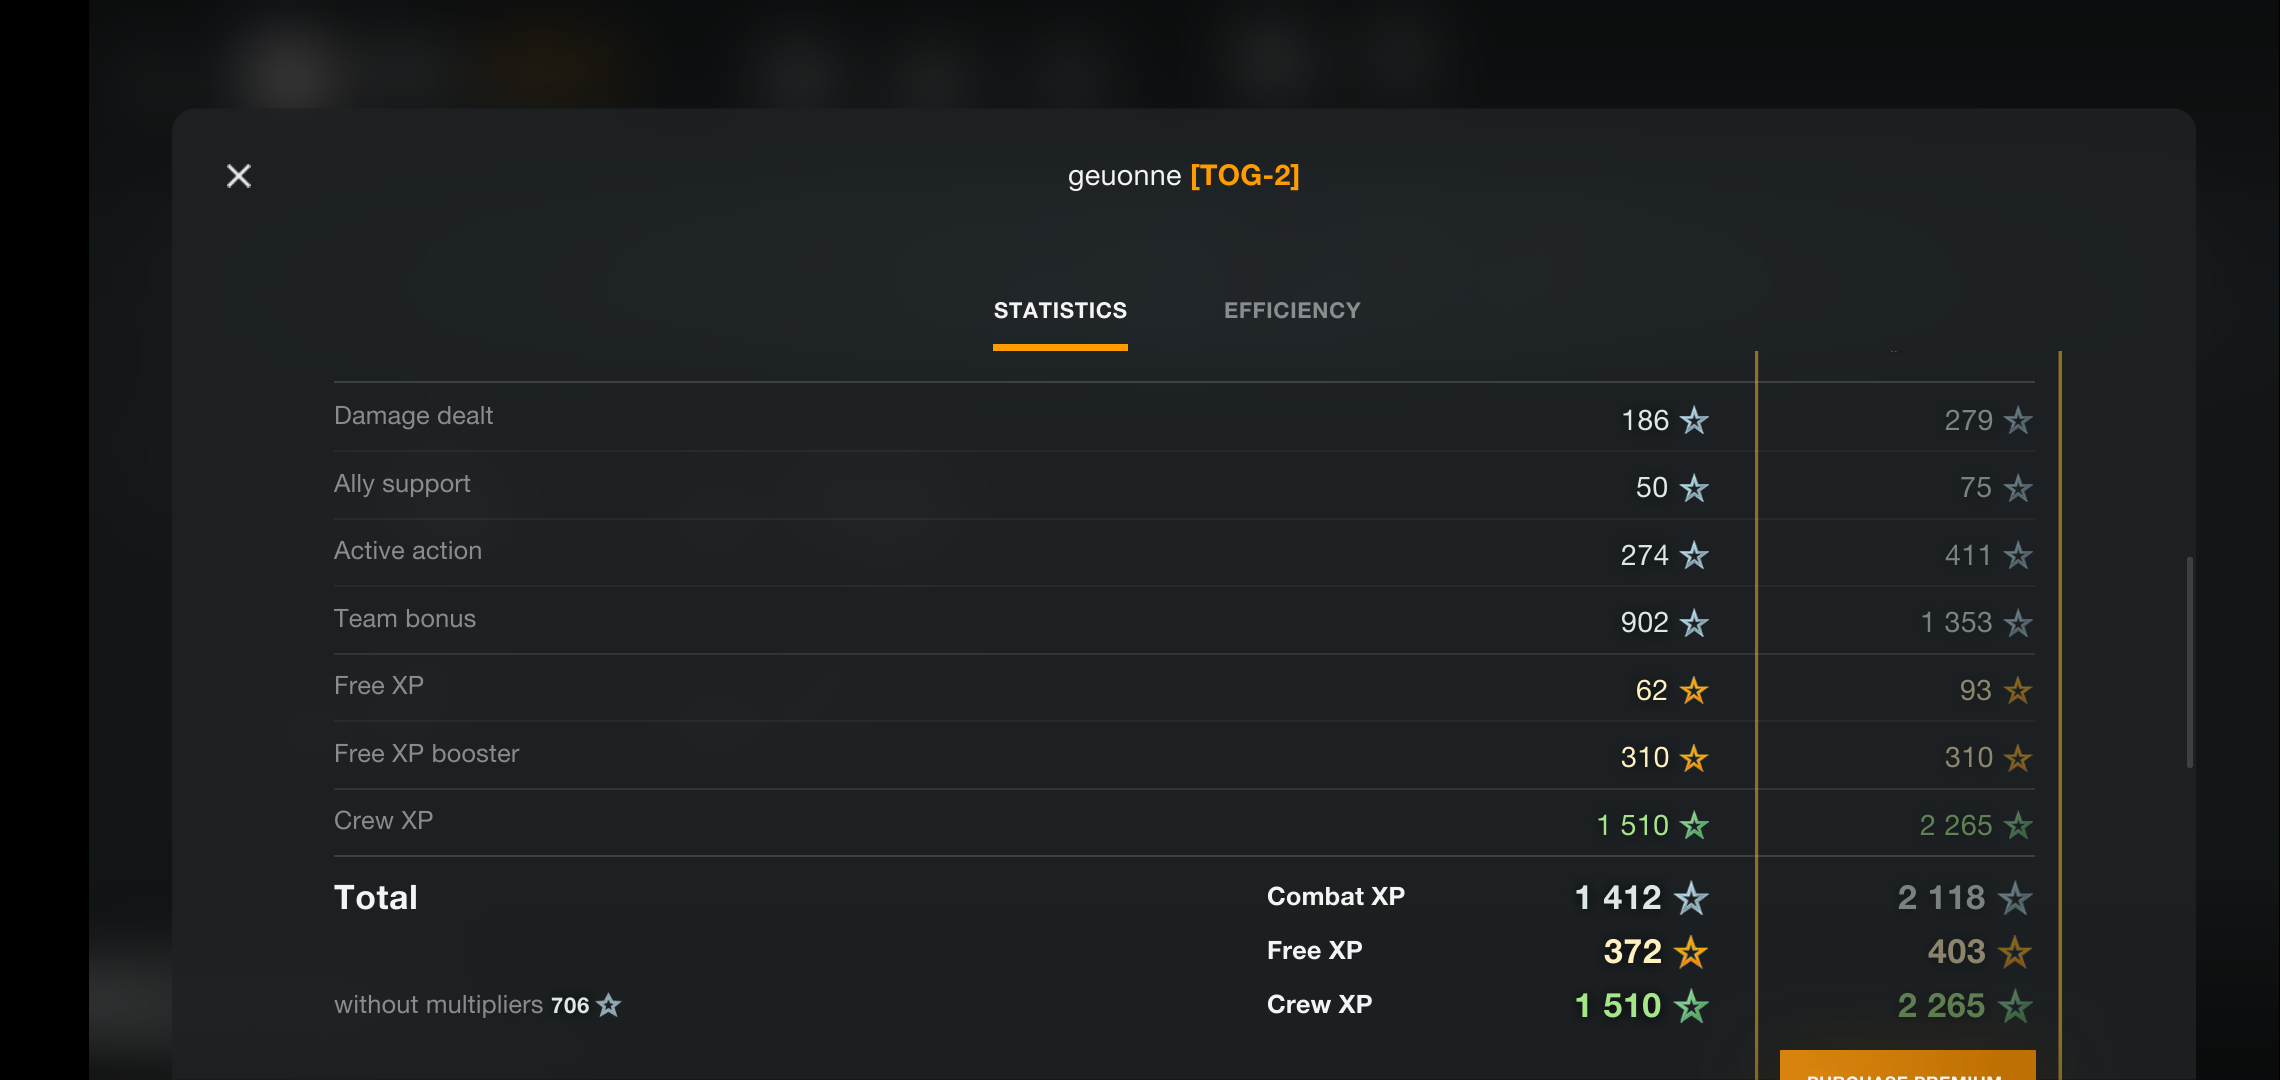 geuonne [TOG-2]
STATISTICS EFFICIENCY
Damage dealt 186 279
Ally support 50 75
Active action 274 411
Team bonus 902 1 353
Free XP 62 93
Free XP booster 310 310
Crew XP 1 510 2 265
Total Combat XP 1 412 2 118
Free XP 372 403
without multipliers 706 Crew XP 1 510 2 265
PURCHASE PREMIUM